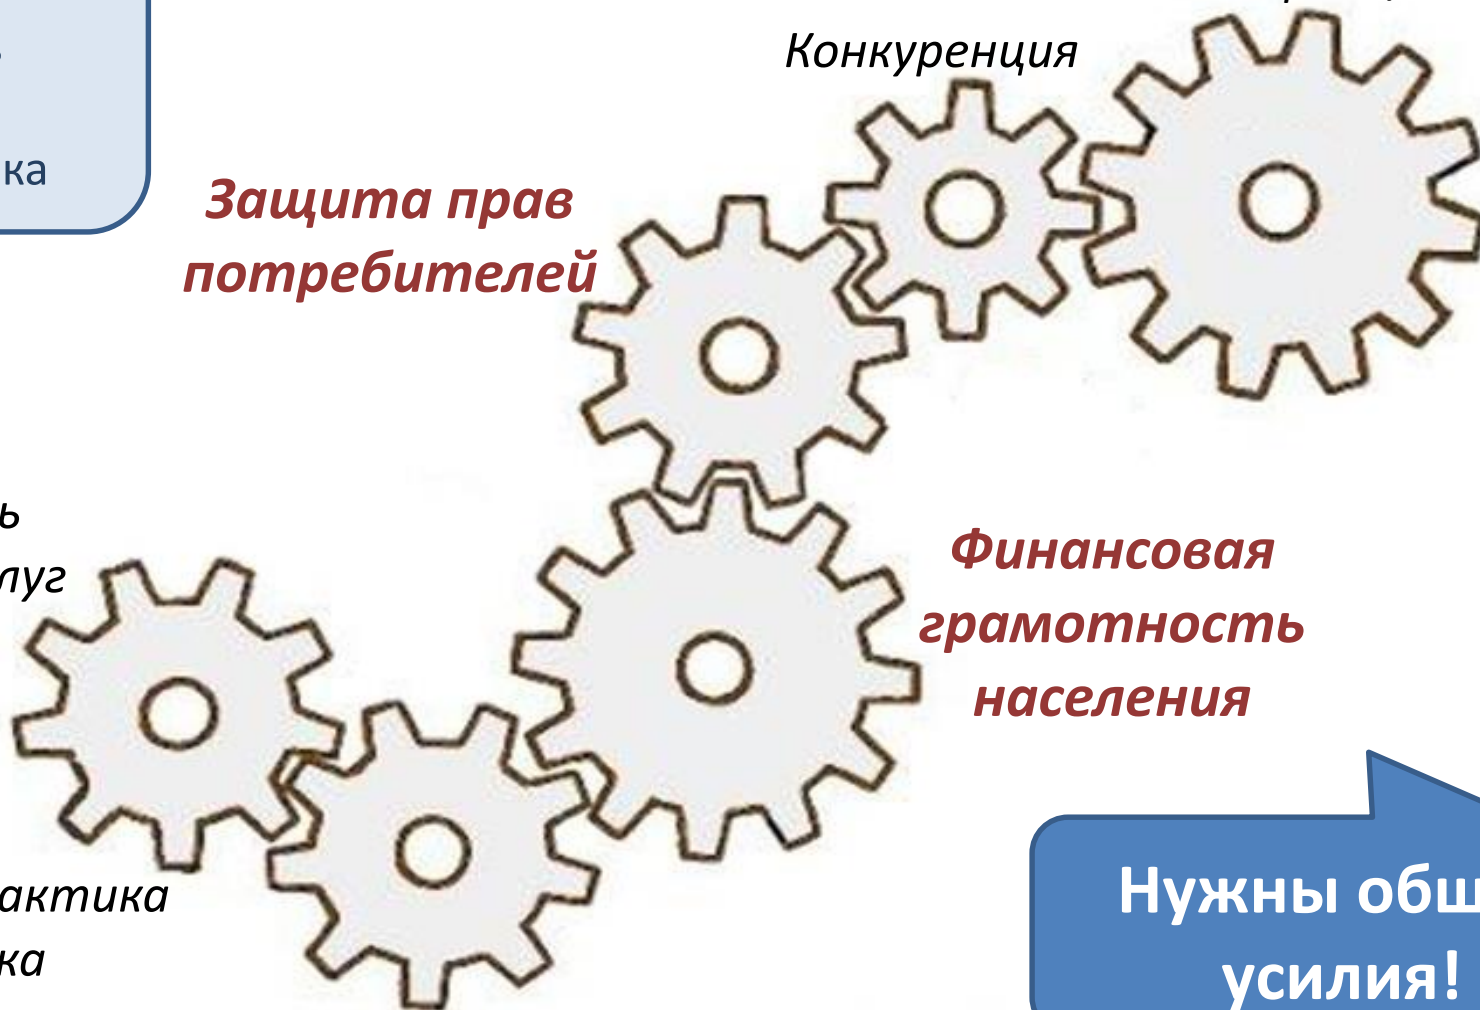 Конкуренция
ка
Защита прав
потребителей
ь
луг
Финансовая
грамотность
населения
актика
ка
Нужны общ
усилия!